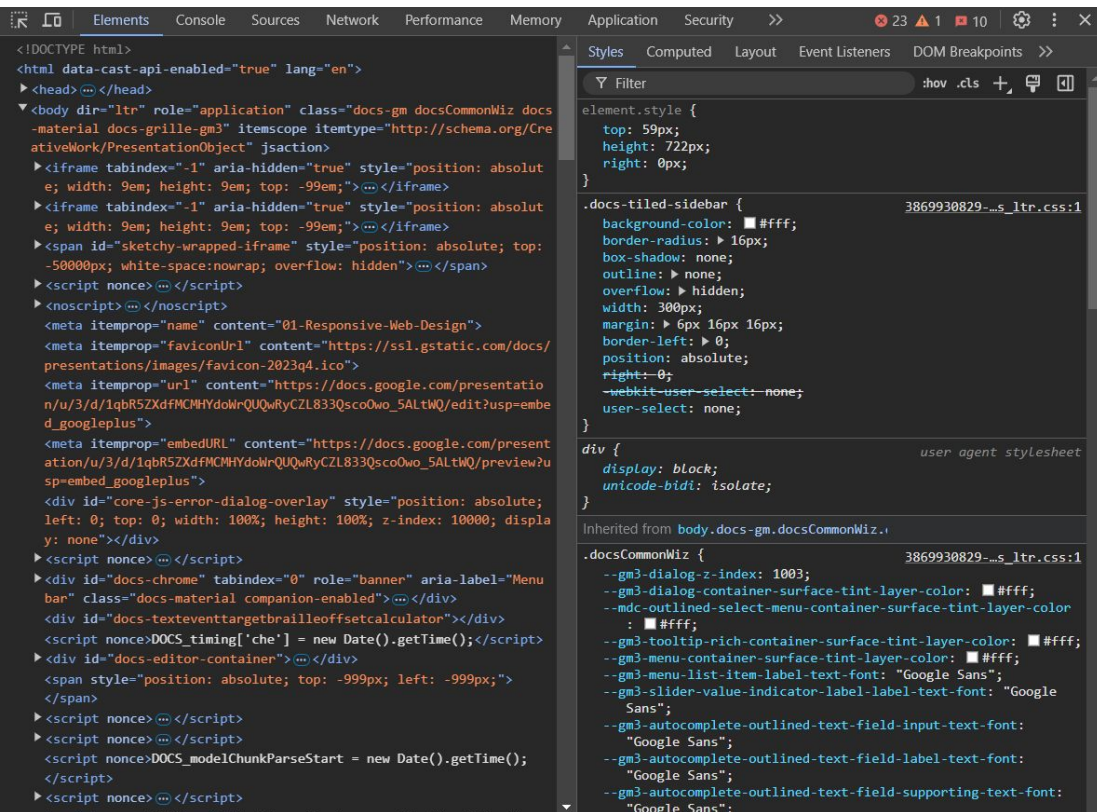 Elements Console Sources Network Performance Memory Application Security >> 23 1 10
<!DOCTYPE html>
<html data-cast-api-enabled="true" lang="en">
<head>…</head>
<body dir="ltr" role="application" class="docs-gm docsCommonWiz docs
-material docs-grille-gm3" itemscope itemtype="http://schema.org/Cre
ativeWork/PresentationObject" jsaction>
<iframe tabindex="-1" aria-hidden="true" style="position: absolut
e; width: 9em; height: 9em; top: -99em;">…</iframe>
<iframe tabindex="-1" aria-hidden="true" style="position: absolut
e; width: 9em; height: 9em; top: -99em;">…</iframe>
<span id="sketchy-wrapped-iframe" style="position: absolute; top:
-50000px; white-space:nowrap; overflow: hidden">…</span>
<script nonce>…</script>
<noscript>…</noscript>
<meta itemprop="name" content="01-Responsive-Web-Design">
<meta itemprop="faviconUrl" content="https://ssl.gstatic.com/docs/
presentations/images/favicon-2023q4.ico">
<meta itemprop="url" content="https://docs.google.com/presentatio
n/u/3/d/1qbR5ZXdfMCMHYdoWrQUQwRyCZL833QscoOwo_5ALtWQ/edit?usp=embe
d_googleplus">
<meta itemprop="embedURL" content="https://docs.google.com/present
ation/u/3/d/1qbR5ZXdfMCMHYdoWrQUQwRyCZL833QscoOwo_5ALtWQ/preview?u
sp=embed_googleplus">
<div id="core-js-error-dialog-overlay" style="position: absolute;
left: 0; top: 0; width: 100%; height: 100%; z-index: 10000; displa
y: none"></div>
<script nonce>…</script>
<div id="docs-chrome" tabindex="0" role="banner" aria-label="Menu
bar" class="docs-material companion-enabled">…</div>
<div id="docs-texteventtargetbrailleoffsetcalculator"></div>
<script nonce>DOCS_timing['che'] = new Date().getTime();</script>
<div id="docs-editor-container">…</div>
<span style="position: absolute; top: -999px; left: -999px;">
</span>
<script nonce>…</script>
<script nonce>…</script>
<script nonce>DOCS_modelChunkParseStart = new Date().getTime();
</script>
<script nonce>…</script>
Styles Computed Layout Event Listeners DOM Breakpoints >>
Filter :hov .cls
element.style {
top: 59px;
height: 722px;
right: 0px;
}
.docs-tiled-sidebar { 3869930829-…s_ltr.css:1
background-color: #fff;
border-radius: 16px;
box-shadow: none;
outline: none;
overflow: hidden;
width: 300px;
margin: 6px 16px 16px;
border-left: 0;
position: absolute;
right: 0;
-webkit-user-select: none;
user-select: none;
}
div { user agent stylesheet
display: block;
unicode-bidi: isolate;
}
Inherited from body.docs-gm.docsCommonWiz.
.docsCommonWiz { 3869930829-…s_ltr.css:1
--gm3-dialog-z-index: 1003;
--gm3-dialog-container-surface-tint-layer-color: #fff;
--mdc-outlined-select-menu-container-surface-tint-layer-color
: #fff;
--gm3-tooltip-rich-container-surface-tint-layer-color: #fff;
--gm3-menu-container-surface-tint-layer-color: #fff;
--gm3-menu-list-item-label-text-font: "Google Sans";
--gm3-slider-value-indicator-label-label-text-font: "Google
Sans";
--gm3-autocomplete-outlined-text-field-input-text-font:
"Google Sans";
--gm3-autocomplete-outlined-text-field-label-text-font:
"Google Sans";
--gm3-autocomplete-outlined-text-field-supporting-text-font:
"Google Sans";